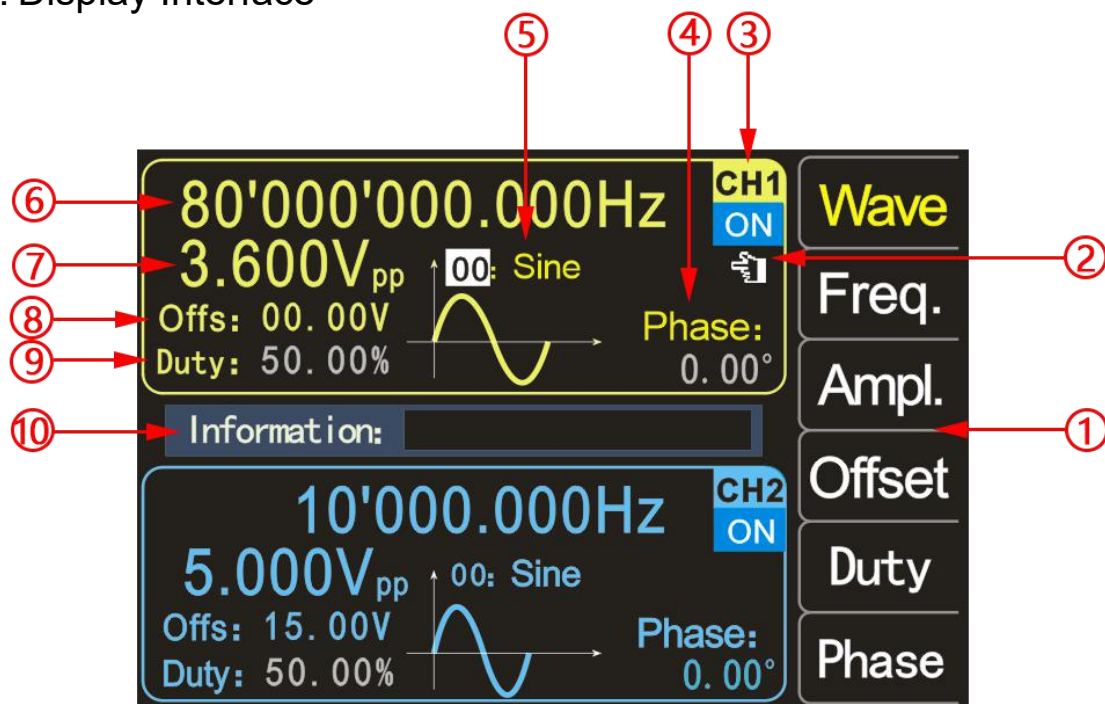 . Display Interface
⑤ ④ ③
⑥ 80'000'000.000Hz CH1 Wave
ON
⑦ 3.600Vpp 00: Sine ②
⑧ Offs: 00.00V Phase: Freq.
⑨ Duty: 50.00% 0.00°
Ampl.
⑩ Information: ①
Offset
10'000.000Hz CH2
ON
5.000Vpp 00: Sine Duty
Offs: 15.00V Phase:
Duty: 50.00% 0.00° Phase